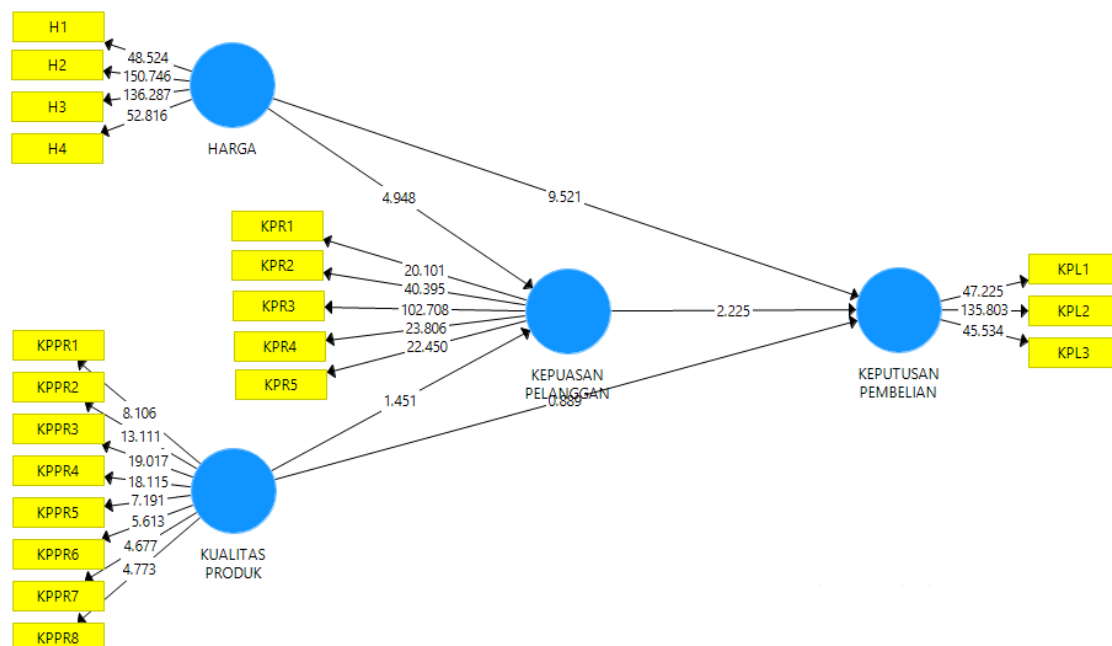 H1
H2
H3
H4
48.524
150.746
136.287
52.816
HARGA
4.948
9.521
KPR1
KPR2
KPR3
KPR4
KPR5
20.101
40.395
102.708
23.806
22.450
KEPUASAN
PELANGGAN
2.225
KEPUTUSAN
PEMBELIAN
47.225
135.803
45.534
KPL1
KPL2
KPL3
1.451
0.889
KPPR1
KPPR2
KPPR3
KPPR4
KPPR5
KPPR6
KPPR7
KPPR8
8.106
13.111
19.017
18.115
7.191
5.613
4.677
4.773
KUALITAS
PRODUK